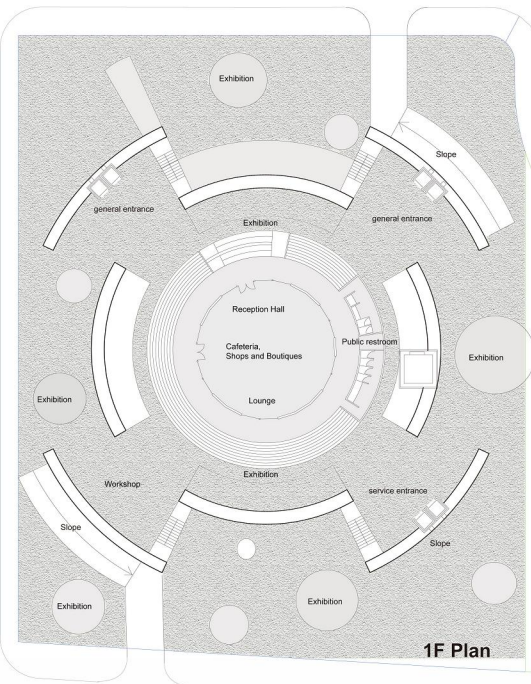 Exhibition
Slope
general entrance
general entrance
Exhibition
Reception Hall
Public restroom
Cafeteria,
Shops and Boutiques
Exhibition
Exhibition
Lounge
Exhibition
Workshop
service entrance
Slope
Slope
Exhibition
Exhibition
1F Plan